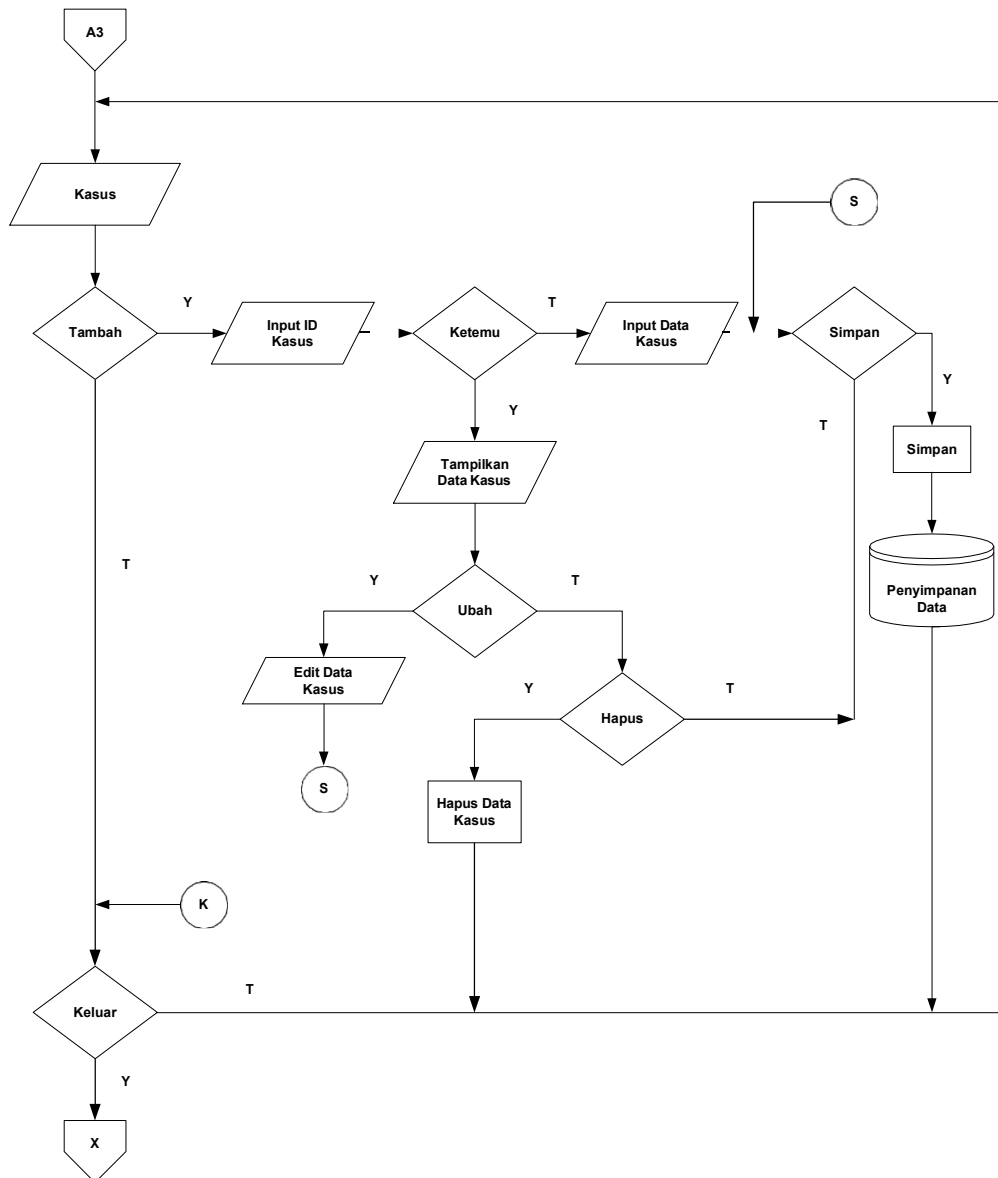 A3
Kasus
S
Y
T
Tambah
Input ID
Kasus
Ketemu
Input Data
Kasus
Simpan
Y
Y
T
Simpan
Tampilkan
Data Kasus
T
Y
T
Ubah
Penyimpanan
Data
Edit Data
Kasus
Y
T
Hapus
S
Hapus Data
Kasus
K
T
Keluar
Y
X